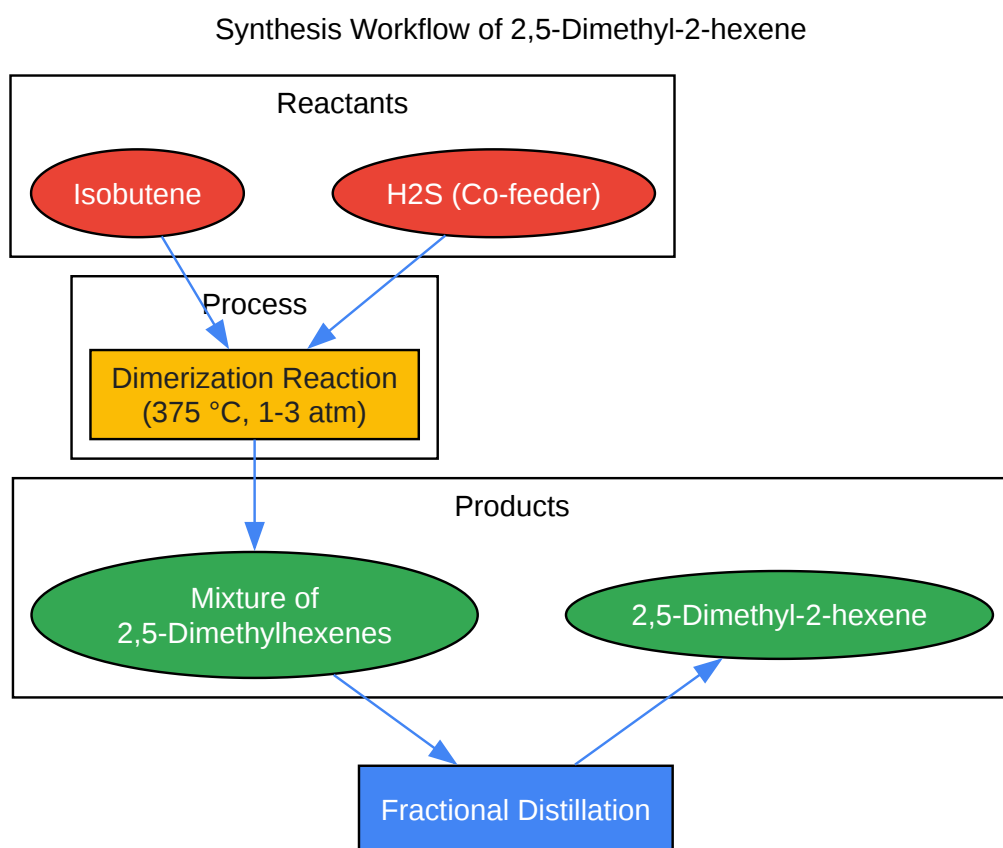 Synthesis Workflow of 2,5-Dimethyl-2-hexene
Reactants
Isobutene
H2S (Co-feeder)
Process
Dimerization Reaction
(375 °C, 1-3 atm)
Products
Mixture of
2,5-Dimethylhexenes
2,5-Dimethyl-2-hexene
Fractional Distillation